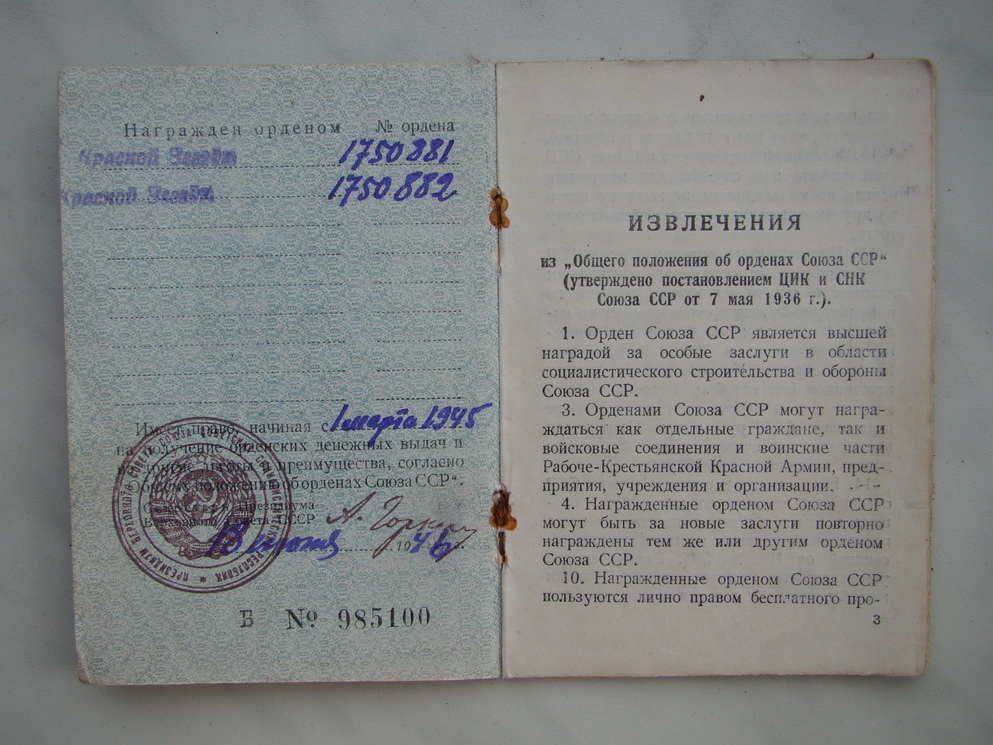 Награжден орденом № ордена
Красной Звезды 1750881
Красной Звезды 1750882
Имеет право, начиная с 1 марта 1945
на получение орденских денежных выдач и
другие льготы и преимущества, согласно
„Общему положению об орденах Союза ССР“.
Секретарь Президиума
Верховного Совета СССР А. Горкин
1946 г.
Б № 985100
ИЗВЛЕЧЕНИЯ
из „Общего положения об орденах Союза ССР“
(утверждено постановлением ЦИК и СНК
Союза ССР от 7 мая 1936 г.).
1. Орден Союза ССР является высшей
наградой за особые заслуги в области
социалистического строительства и обороны
Союза ССР.
3. Орденами Союза ССР могут награ-
ждаться как отдельные граждане, так и
войсковые соединения и воинские части
Рабоче-Крестьянской Красной Армии, пред-
приятия, учреждения и организации.
4. Награжденные орденом Союза ССР
могут быть за новые заслуги повторно
награждены тем же или другим орденом
Союза ССР.
10. Награжденные орденом Союза ССР
пользуются лично правом бесплатного про-
3